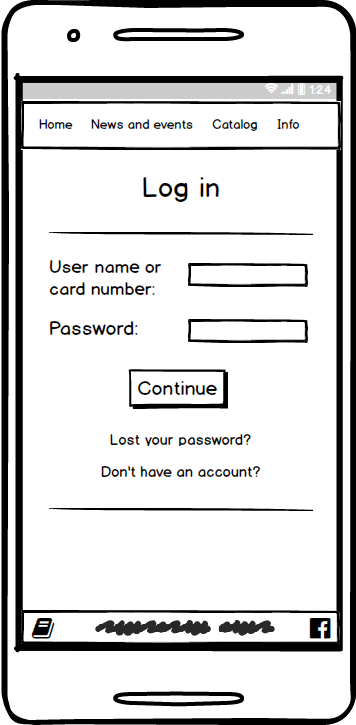 1:24
Home News and events Catalog Info
Log in
User name or
card number:
Password:
Continue
Lost your password?
Don't have an account?